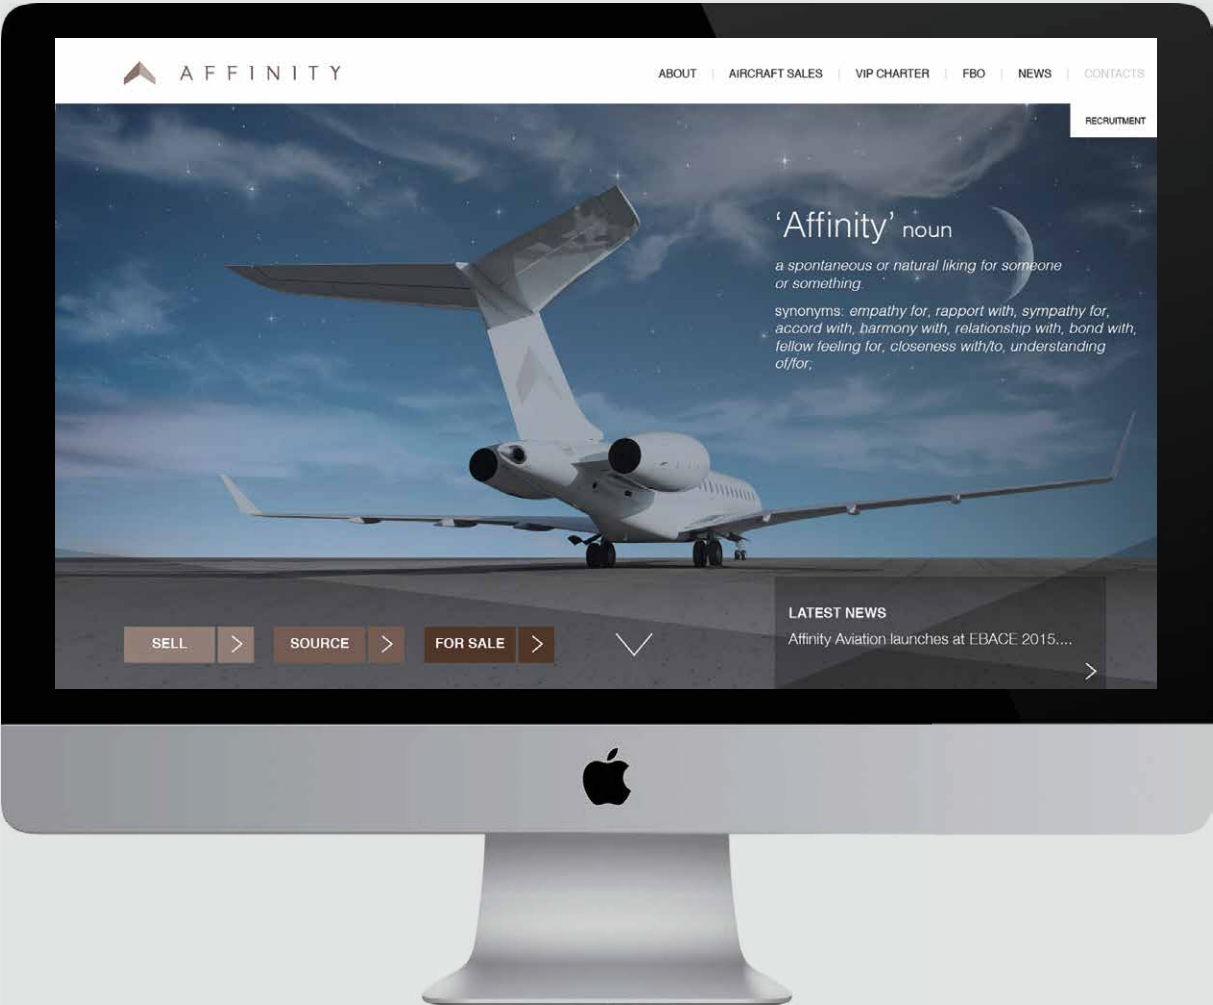 AFFINITY
ABOUT | AIRCRAFT SALES | VIP CHARTER | FBO | NEWS | CONTACTS
RECRUITMENT
‘Affinity’ noun
a spontaneous or natural liking for someone
or something.
synonyms: empathy for, rapport with, sympathy for,
accord with, harmony with, relationship with, bond with,
fellow feeling for, closeness with/to, understanding
of/for;
LATEST NEWS
Affinity Aviation launches at EBACE 2015....
SELL
SOURCE
FOR SALE